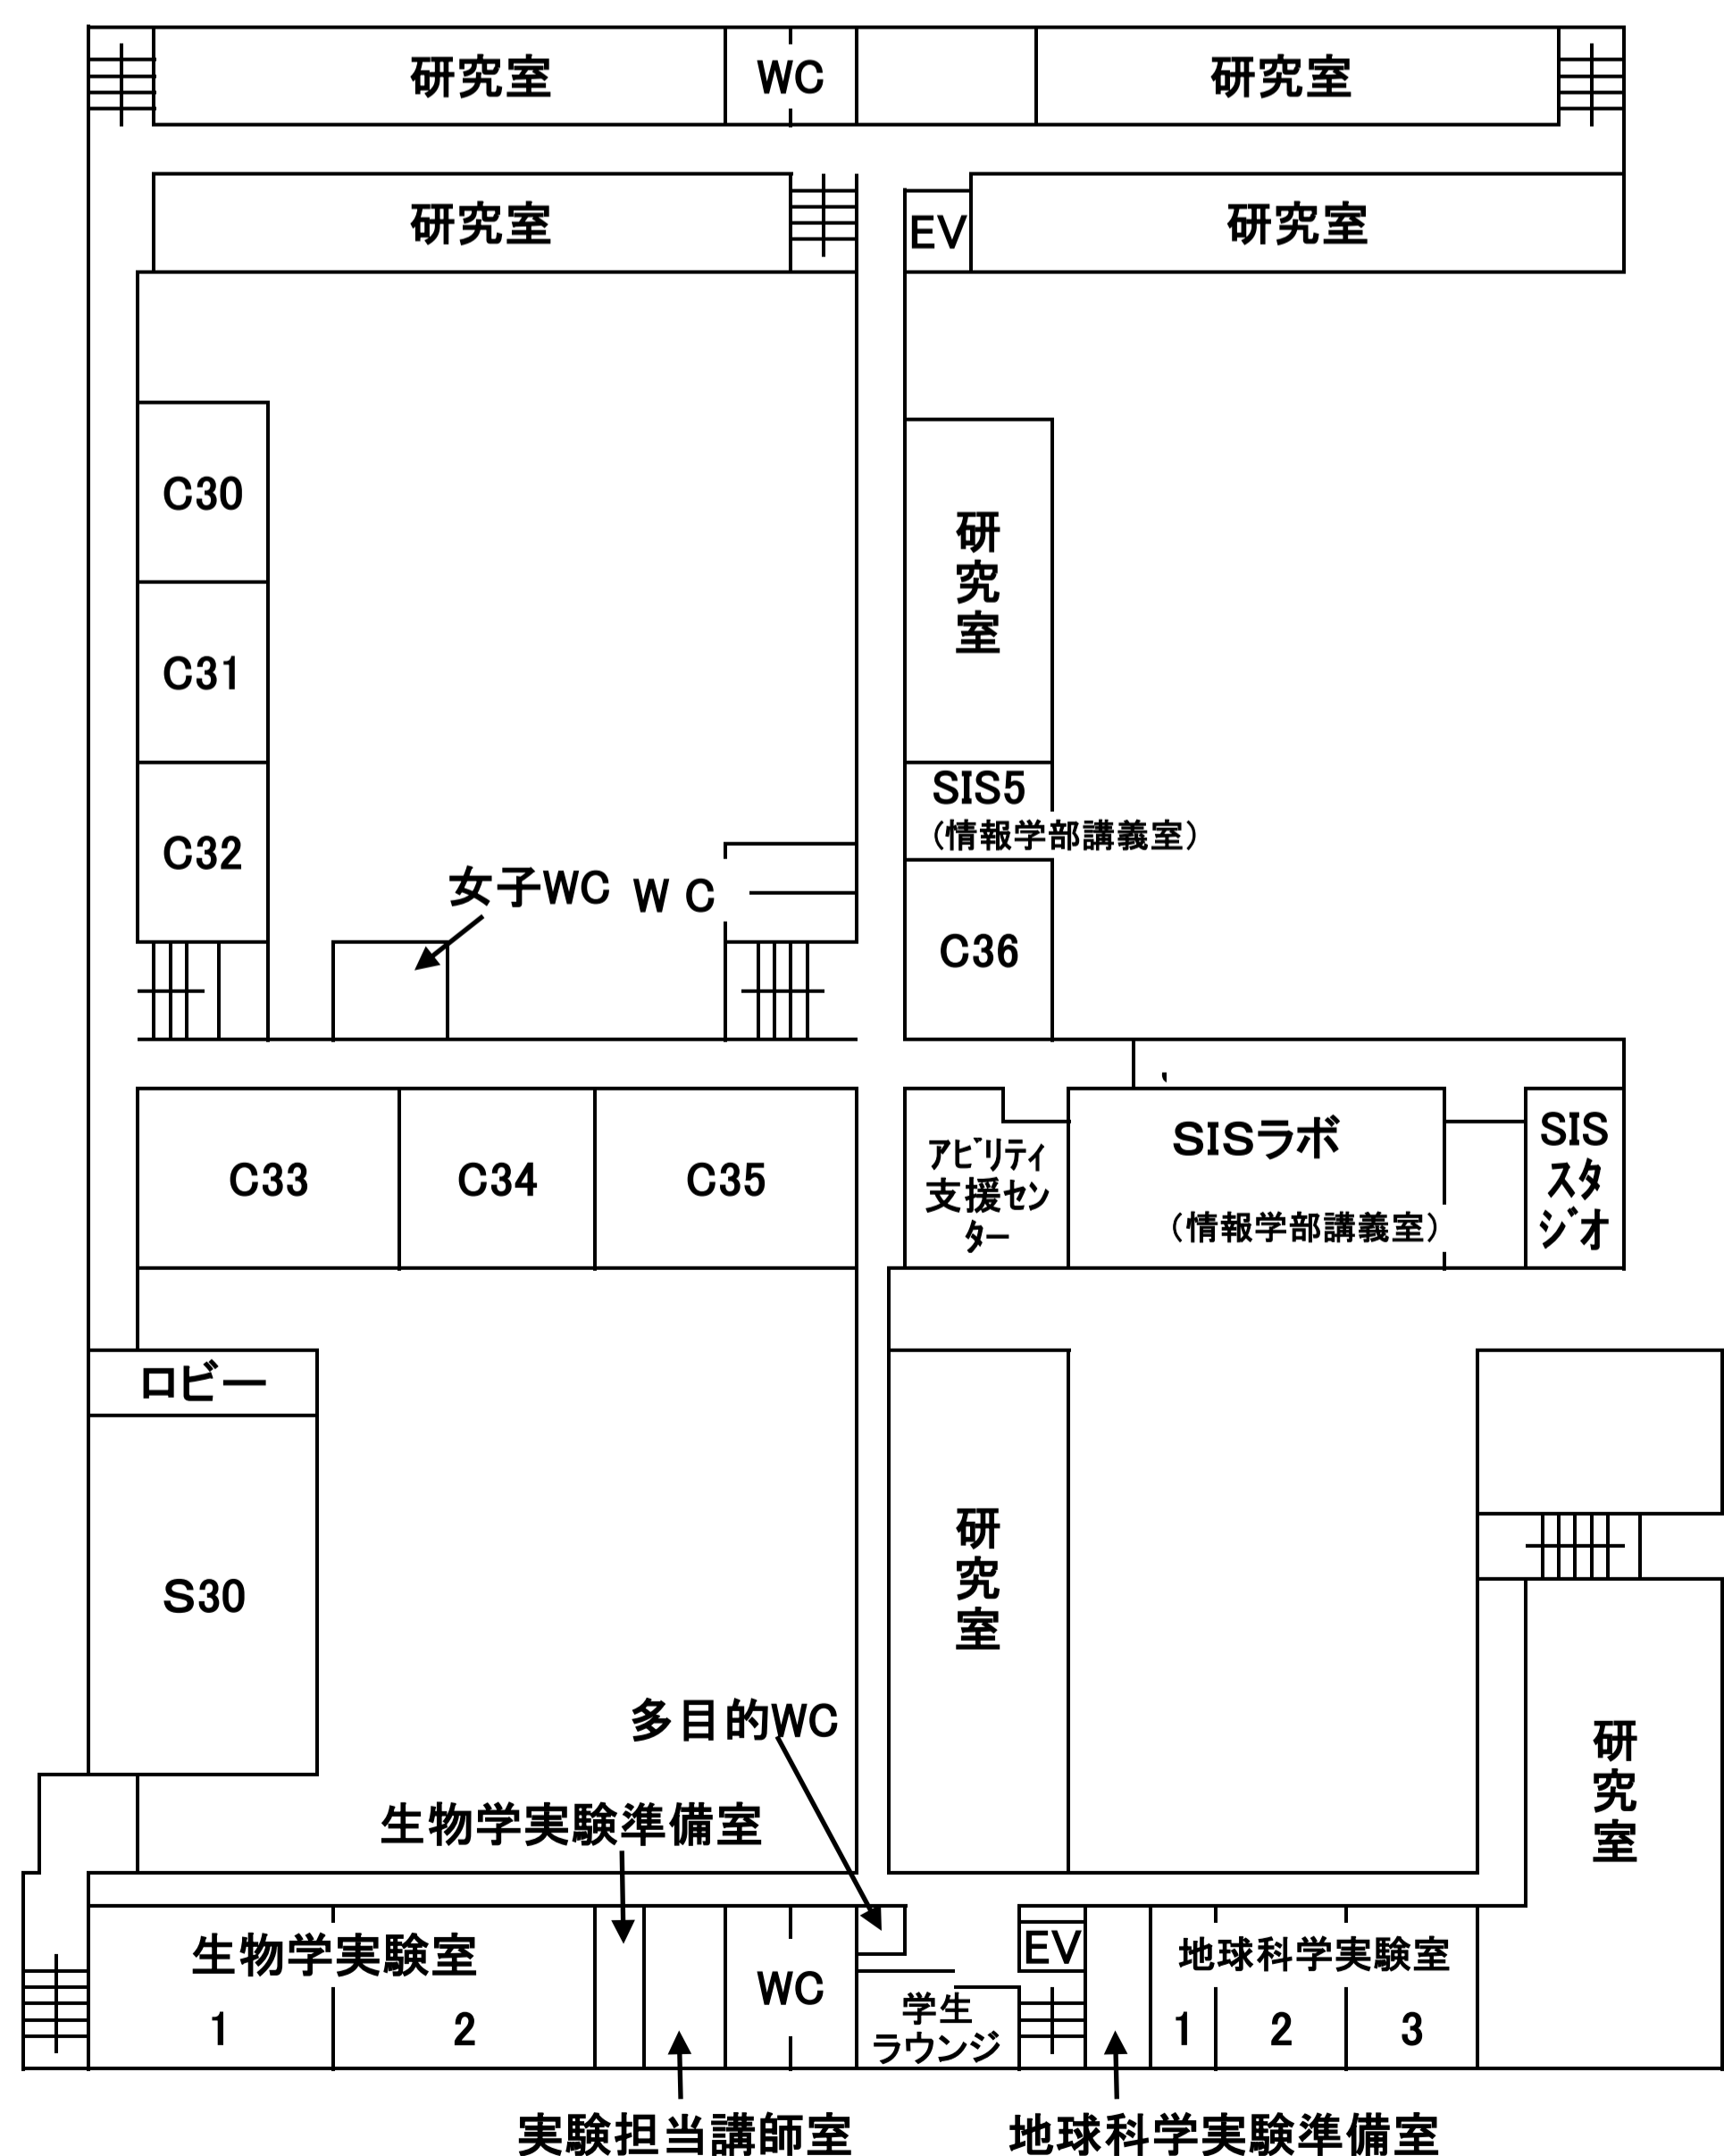 研究室
WC
研究室
研究室
EV
研究室
C30
研究室
C31
SIS5
(情報学部講義室)
C32
女子WC
W C
C36
C33
C34
C35
アビリティ
支援セン
ター
SISラボ
(情報学部講義室)
SIS
スタ
ジオ
ロビー
S30
研究室
研究室
多目的WC
生物学実験準備室
生物学実験室
1
2
WC
学生
ラウンジ
EV
地球科学実験室
1
2
3
実験担当講師室
地球科学実験準備室